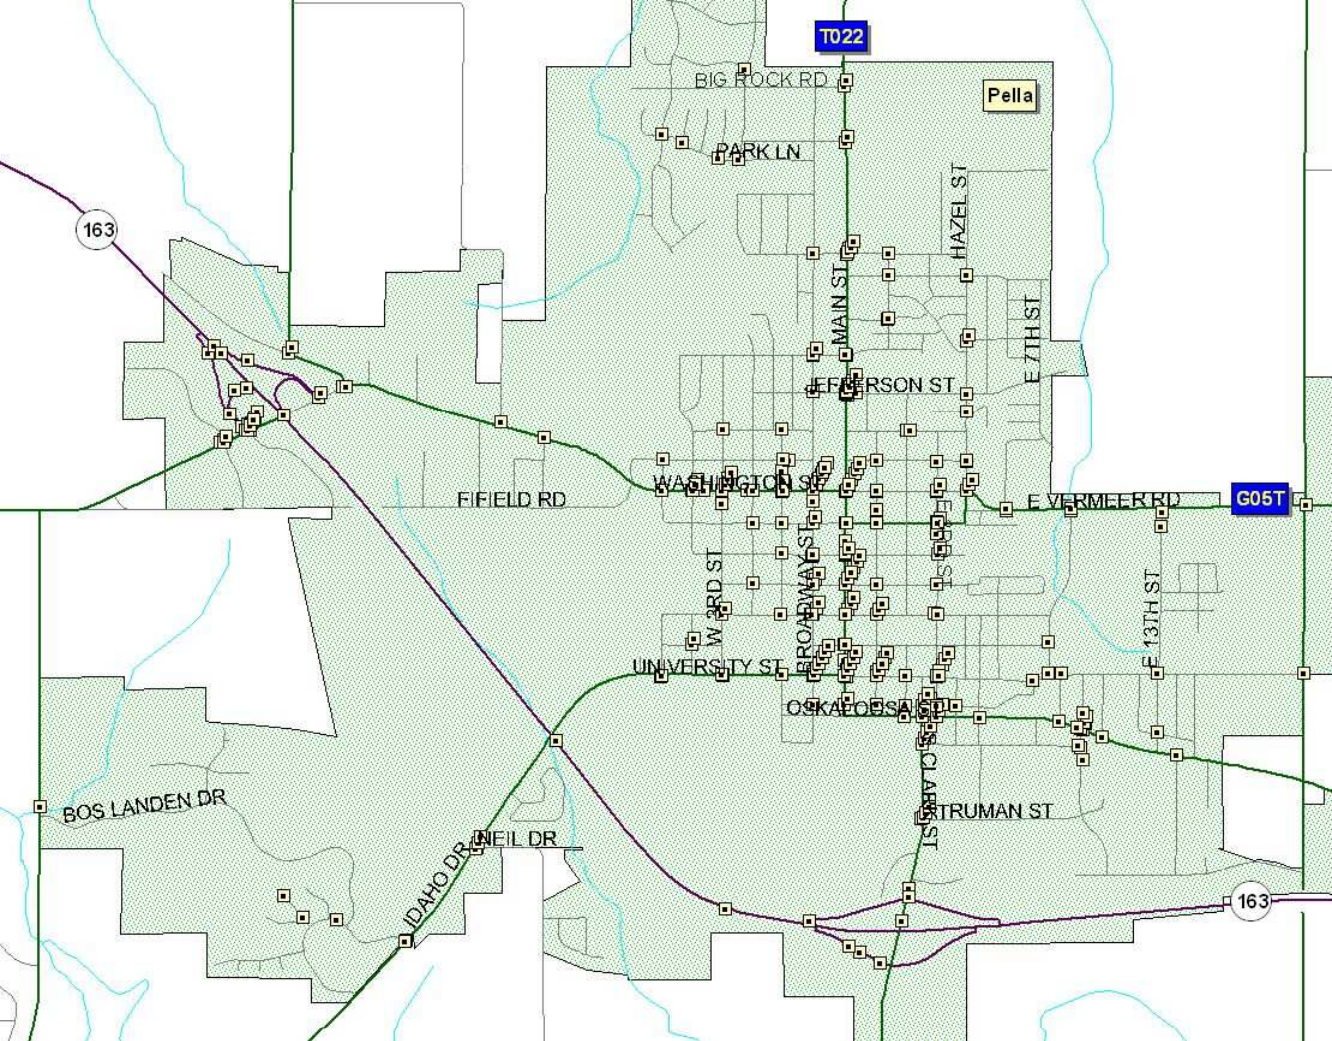 T022
BIG ROCK RD
Pella
PARK LN
HAZEL ST
163
MAIN ST
E 7TH ST
JEFFERSON ST
WASHINGTON ST
FIFIELD RD
E VERMEER RD
G05T
W 3RD ST
BROADWAY ST
E 13TH ST
UNIVERSITY ST
OSKALOOSA ST
CLARK ST
BOS LANDEN DR
TRUMAN ST
NEIL DR
IDAHO DR
163